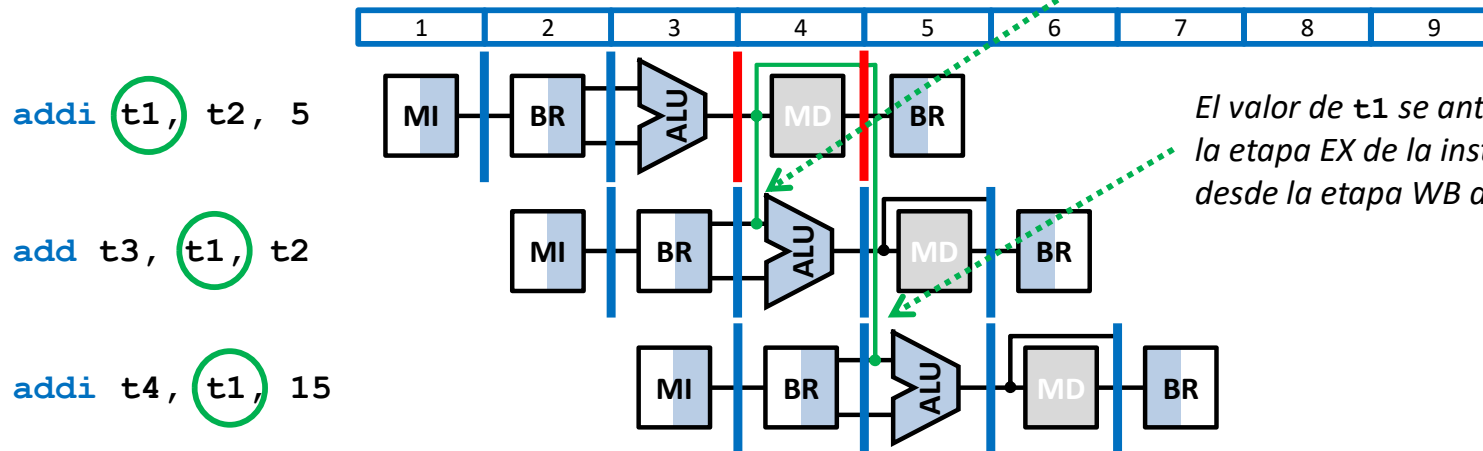 1 2 3 4 5 6 7 8 9
addi t1, t2, 5 MI BR ALU MD BR
El valor de t1 se
la etapa EX de la
desde la etapa WB
add t3, t1, t2 MI BR ALU MD BR
addi t4, t1, 15 MI BR ALU MD BR